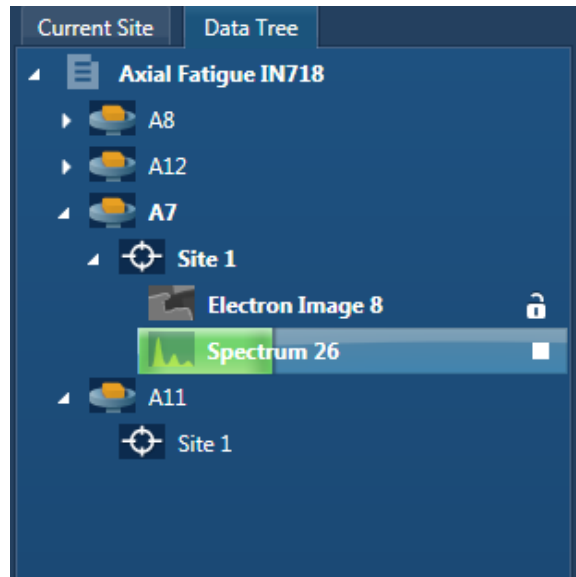 Current Site
Data Tree
Axial Fatigue IN718
A8
A12
A7
Site 1
Electron Image 8
Spectrum 26
A11
Site 1